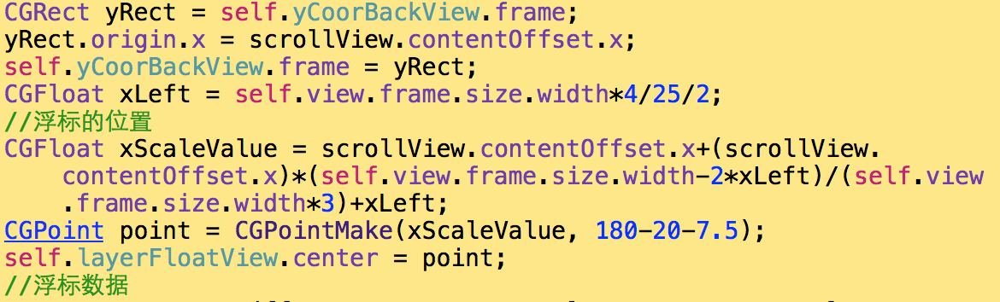 CGRect yRect = self.yCoorBackView.frame;
yRect.origin.x = scrollView.contentOffset.x;
self.yCoorBackView.frame = yRect;
CGFloat xLeft = self.view.frame.size.width*4/25/2;
//浮标的位置
CGFloat xScaleValue = scrollView.contentOffset.x+(scrollView.
contentOffset.x)*(self.view.frame.size.width-2*xLeft)/(self.view
.frame.size.width*3)+xLeft;
CGPoint point = CGPointMake(xScaleValue, 180-20-7.5);
self.layerFloatView.center = point;
//浮标数据